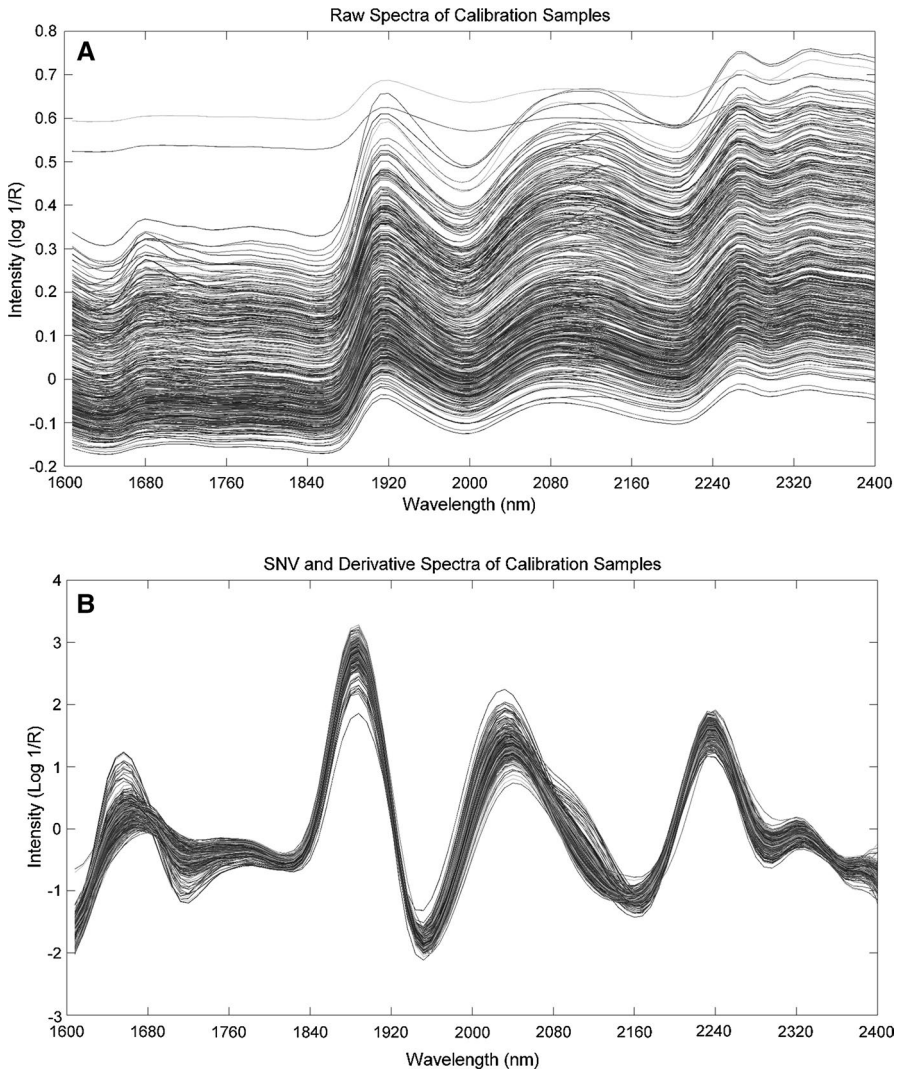 Raw Spectra of Calibration Samples
A
0.8
0.7
0.6
0.5
0.4
0.3
0.2
0.1
0
-0.1
-0.2
Intensity (log 1/R)
1600 1680 1760 1840 1920 2000 2080 2160 2240 2320 2400
Wavelength (nm)
SNV and Derivative Spectra of Calibration Samples
B
4
3
2
1
0
-1
-2
-3
Intensity (Log 1/R)
1600 1680 1760 1840 1920 2000 2080 2160 2240 2320 2400
Wavelength (nm)